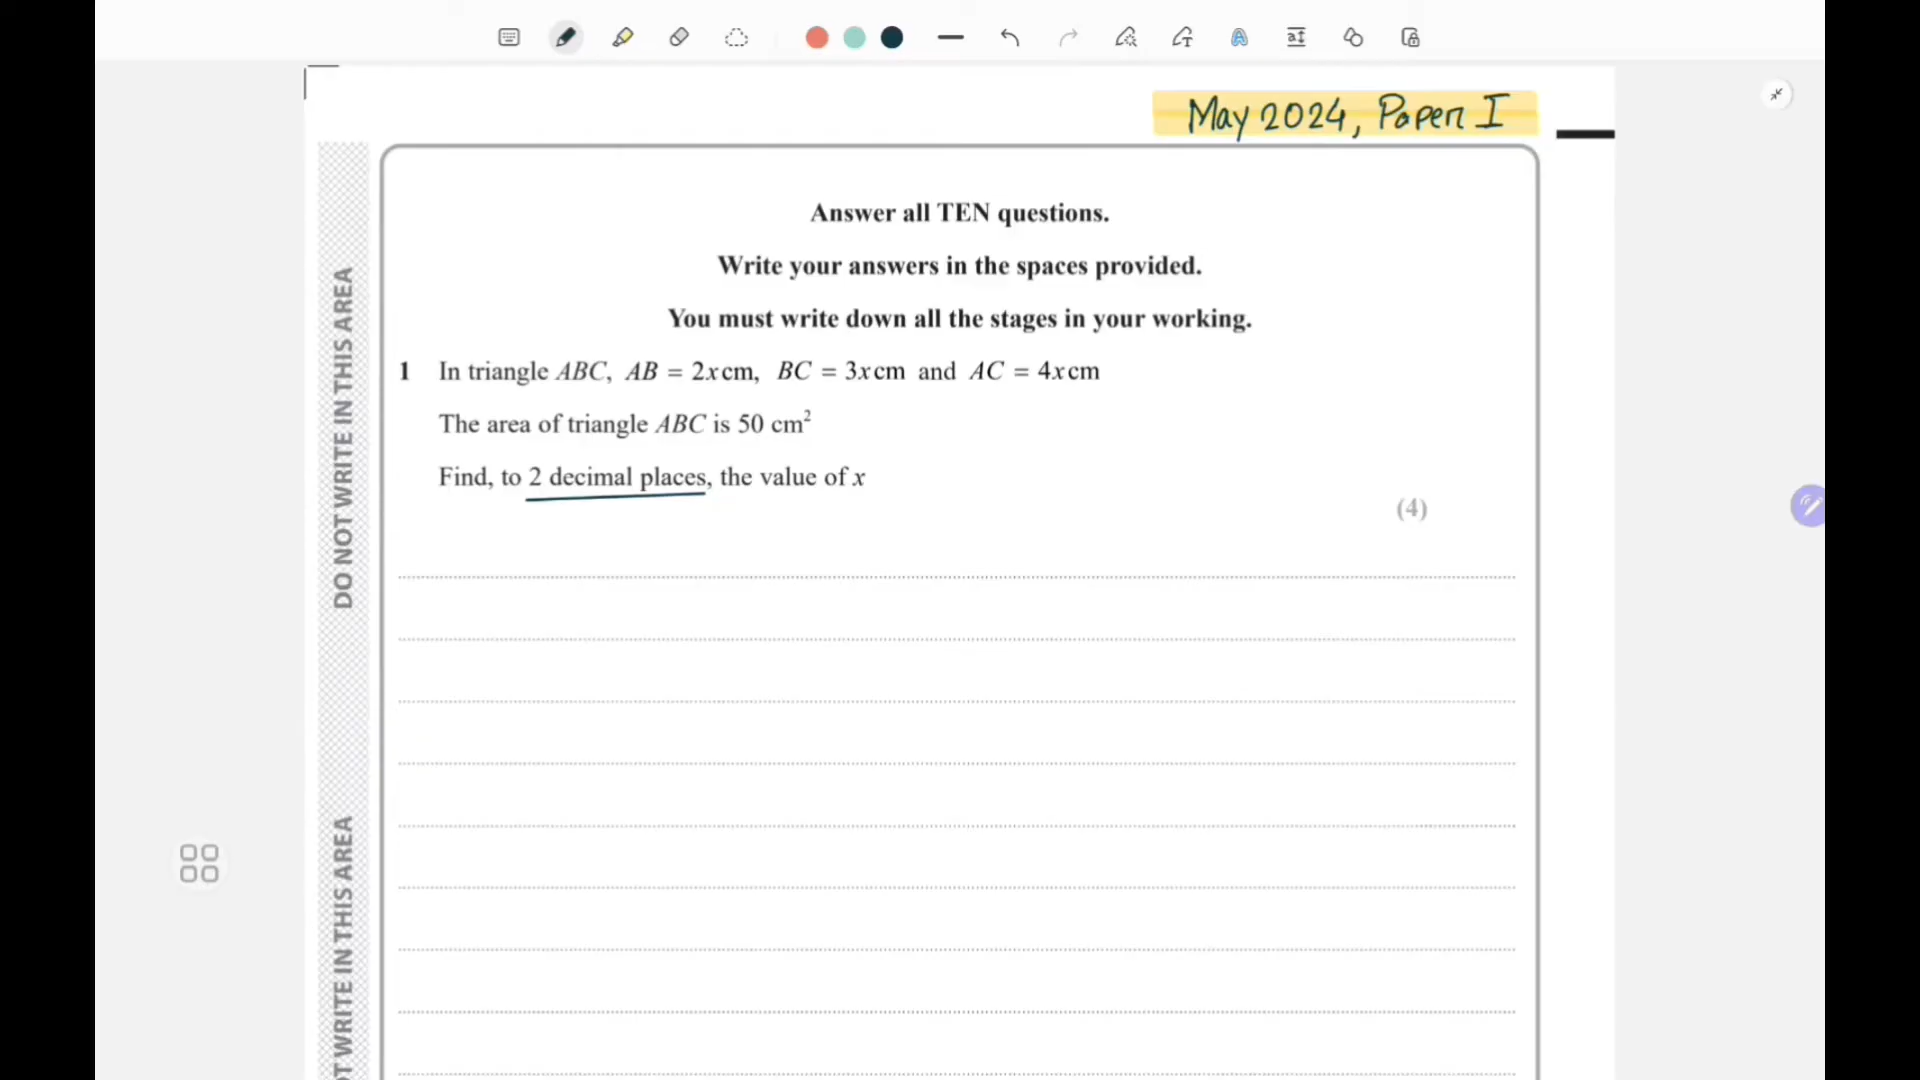 May 2024, Paper I
Answer all TEN questions.
Write your answers in the spaces provided.
You must write down all the stages in your working.
1 In triangle ABC, AB = 2x cm, BC = 3x cm and AC = 4x cm
The area of triangle ABC is 50 cm²
Find, to 2 decimal places, the value of x
(4)
DO NOT WRITE IN THIS AREA
OT WRITE IN THIS AREA